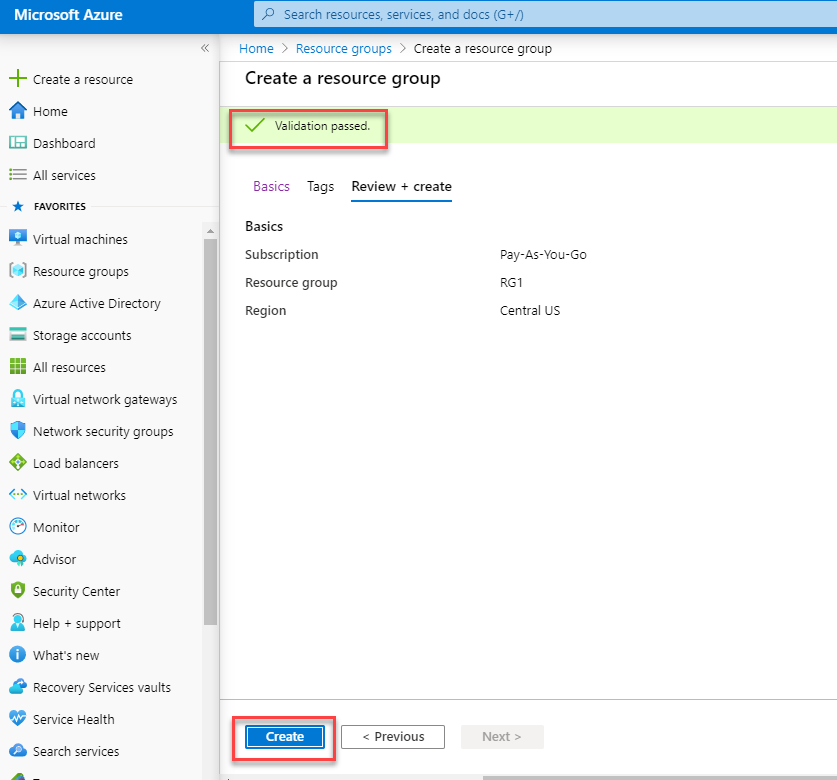 Microsoft Azure
Search resources, services, and docs (G+/)
«
Home > Resource groups > Create a resource group
Create a resource group
Validation passed.
Basics Tags Review + create
Basics
Subscription Pay-As-You-Go
Resource group RG1
Region Central US
Create
< Previous
Next >
Create a resource
Home
Dashboard
All services
FAVORITES
Virtual machines
Resource groups
Azure Active Directory
Storage accounts
All resources
Virtual network gateways
Network security groups
Load balancers
Virtual networks
Monitor
Advisor
Security Center
Help + support
What's new
Recovery Services vaults
Service Health
Search services